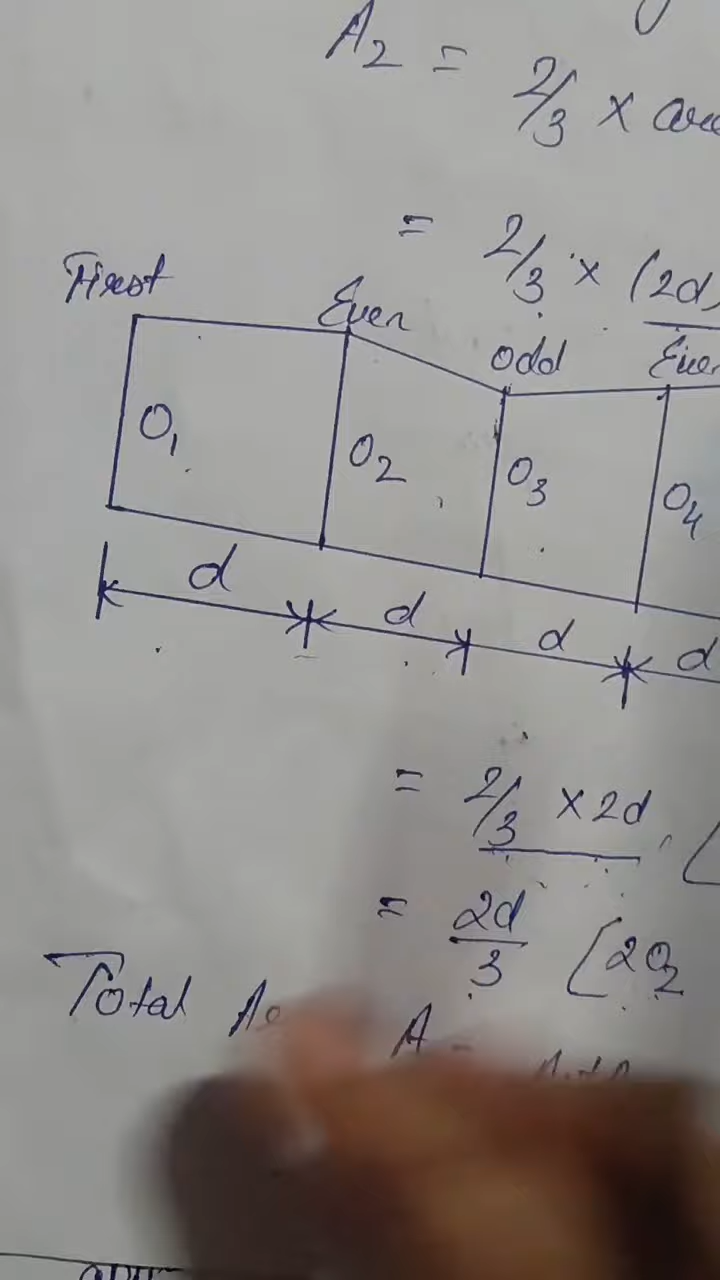 A2 = 2/3 ×
= 2/3 × (2d)
First Even odd Even
O1 O2 O3 O4
d d d d
= 2/3 × 2d [
= 2d/3 [2O2
Total A =